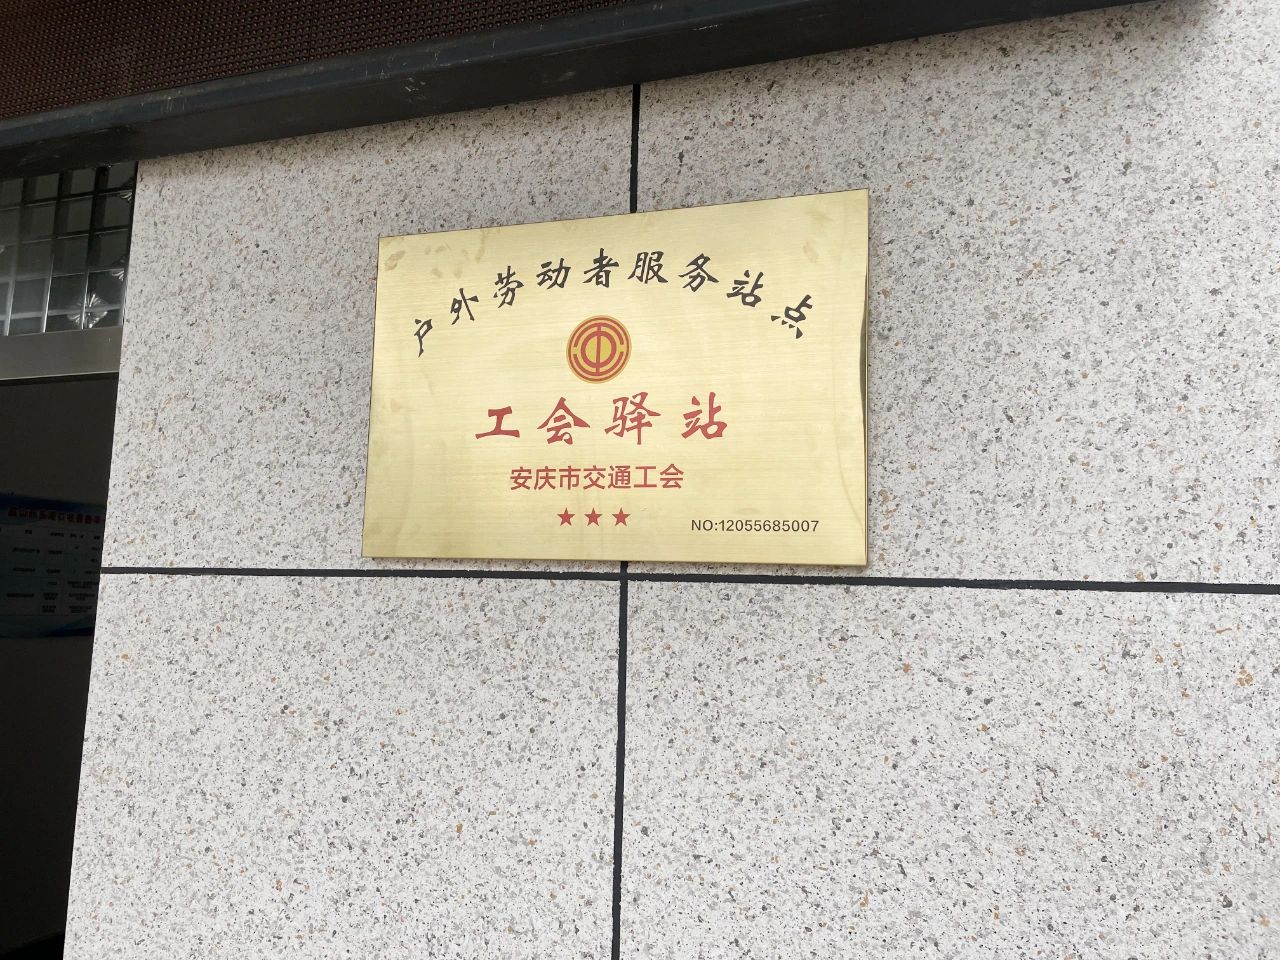 户外劳动者服务站点
工会驿站
安庆市交通工会
★★★
NO:12055685007